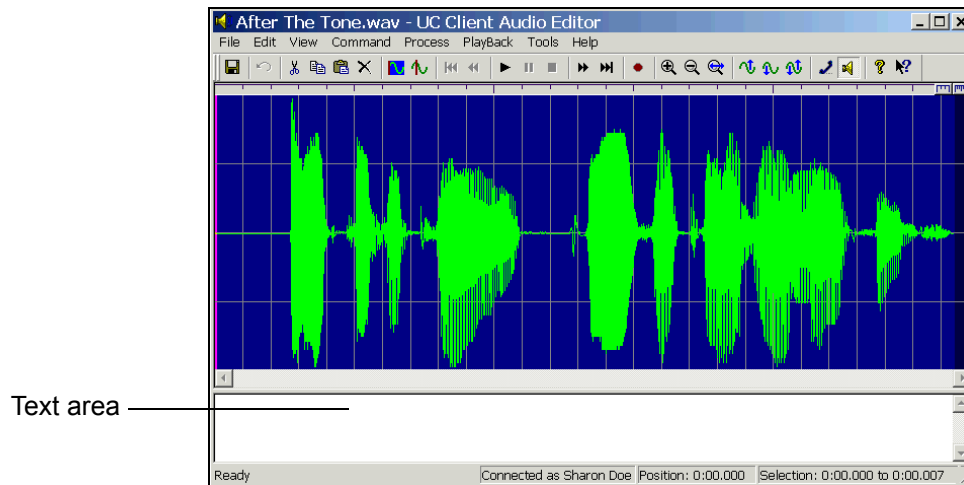 After The Tone.wav - UC Client Audio Editor
File Edit View Command Process PlayBack Tools Help
Text area
Ready Connected as Sharon Doe Position: 0:00.000 Selection: 0:00.000 to 0:00.007